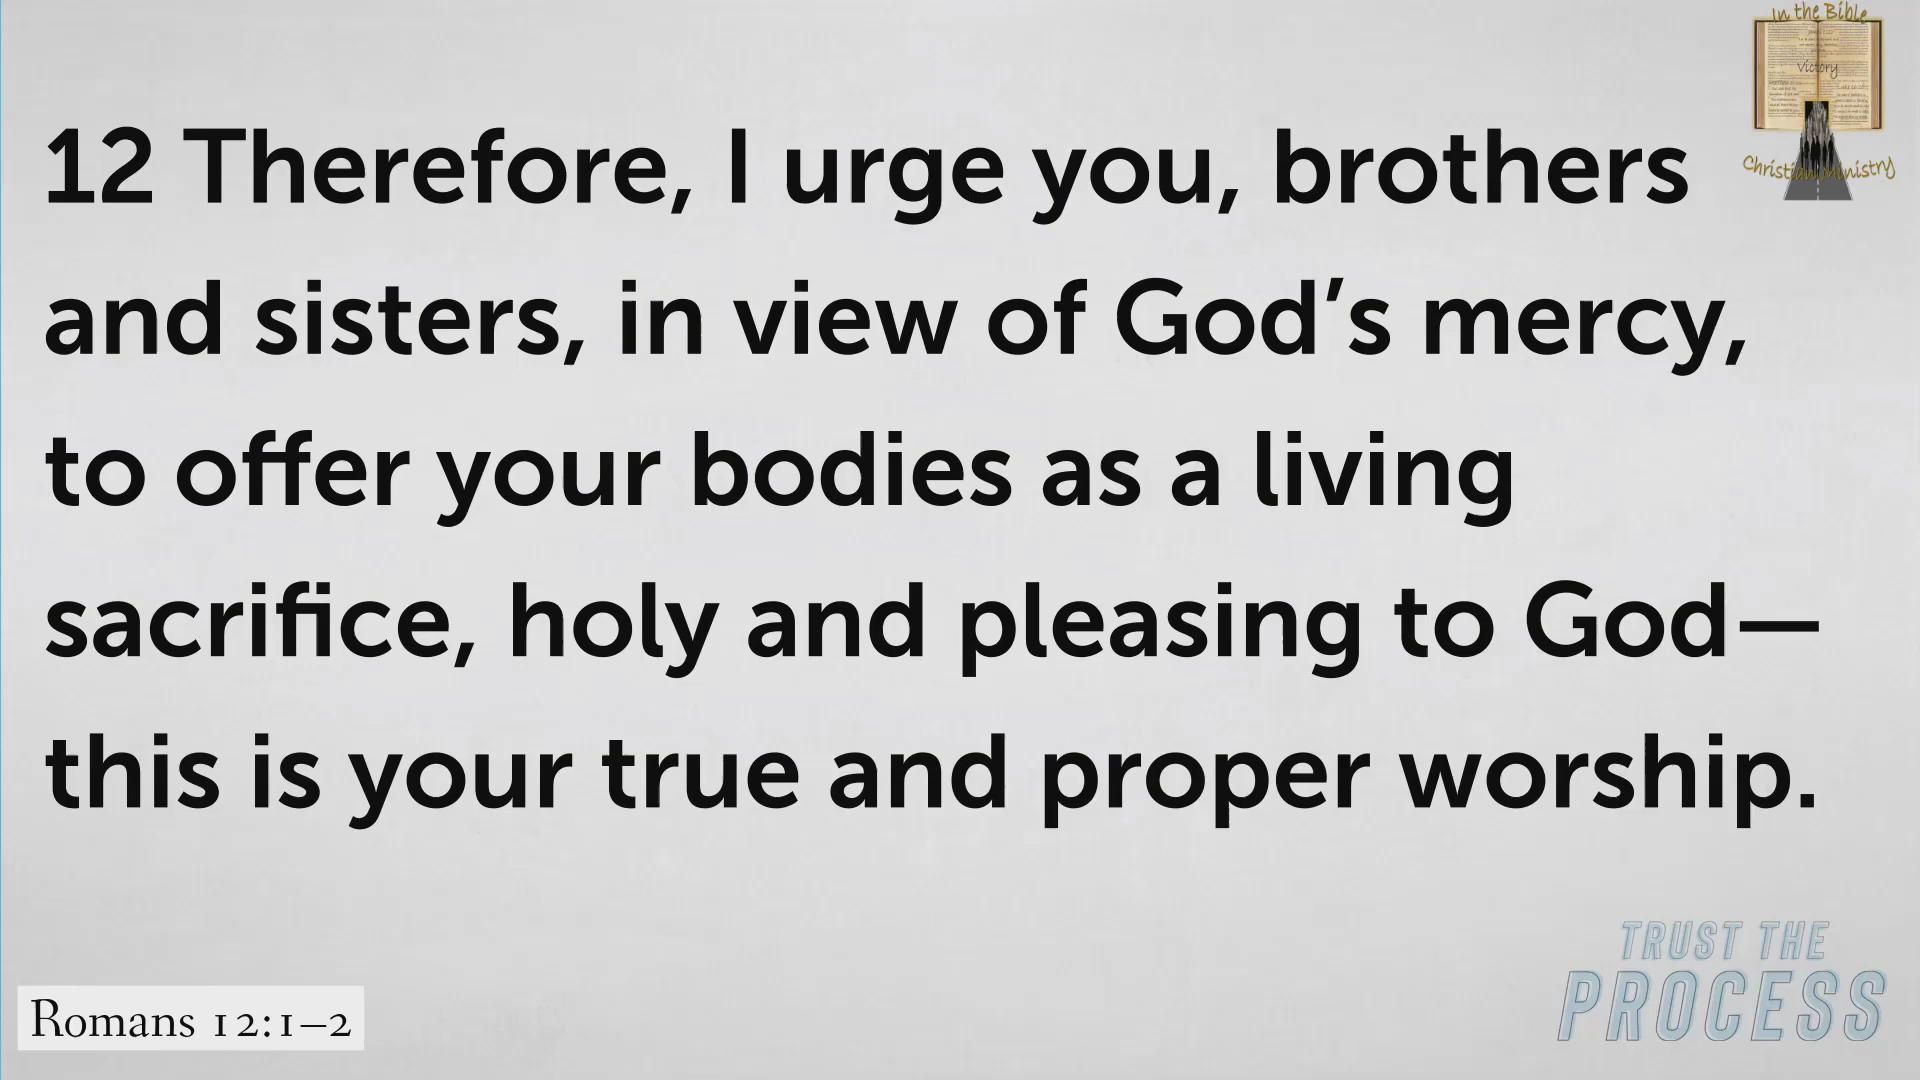 In the Bible
Victory
Christian Ministry
12 Therefore, I urge you, brothers
and sisters, in view of God’s mercy,
to offer your bodies as a living
sacrifice, holy and pleasing to God—
this is your true and proper worship.
TRUST THE
PROCESS
Romans 12:1–2